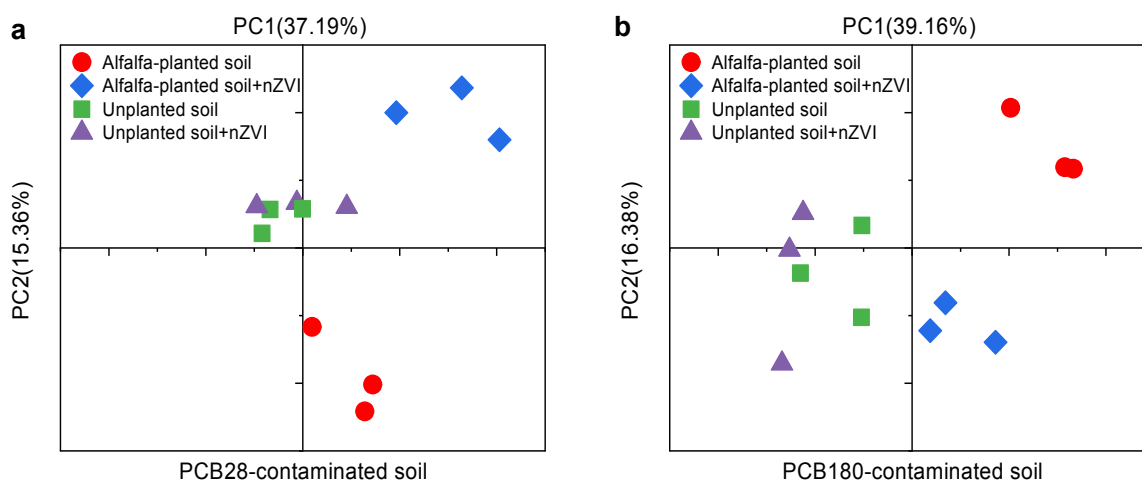 a
PC1(37.19%)
Alfalfa-planted soil
Alfalfa-planted soil+nZVI
Unplanted soil
Unplanted soil+nZVI
PC2(15.36%)
PCB28-contaminated soil
b
PC1(39.16%)
Alfalfa-planted soil
Alfalfa-planted soil+nZVI
Unplanted soil
Unplanted soil+nZVI
PC2(16.38%)
PCB180-contaminated soil